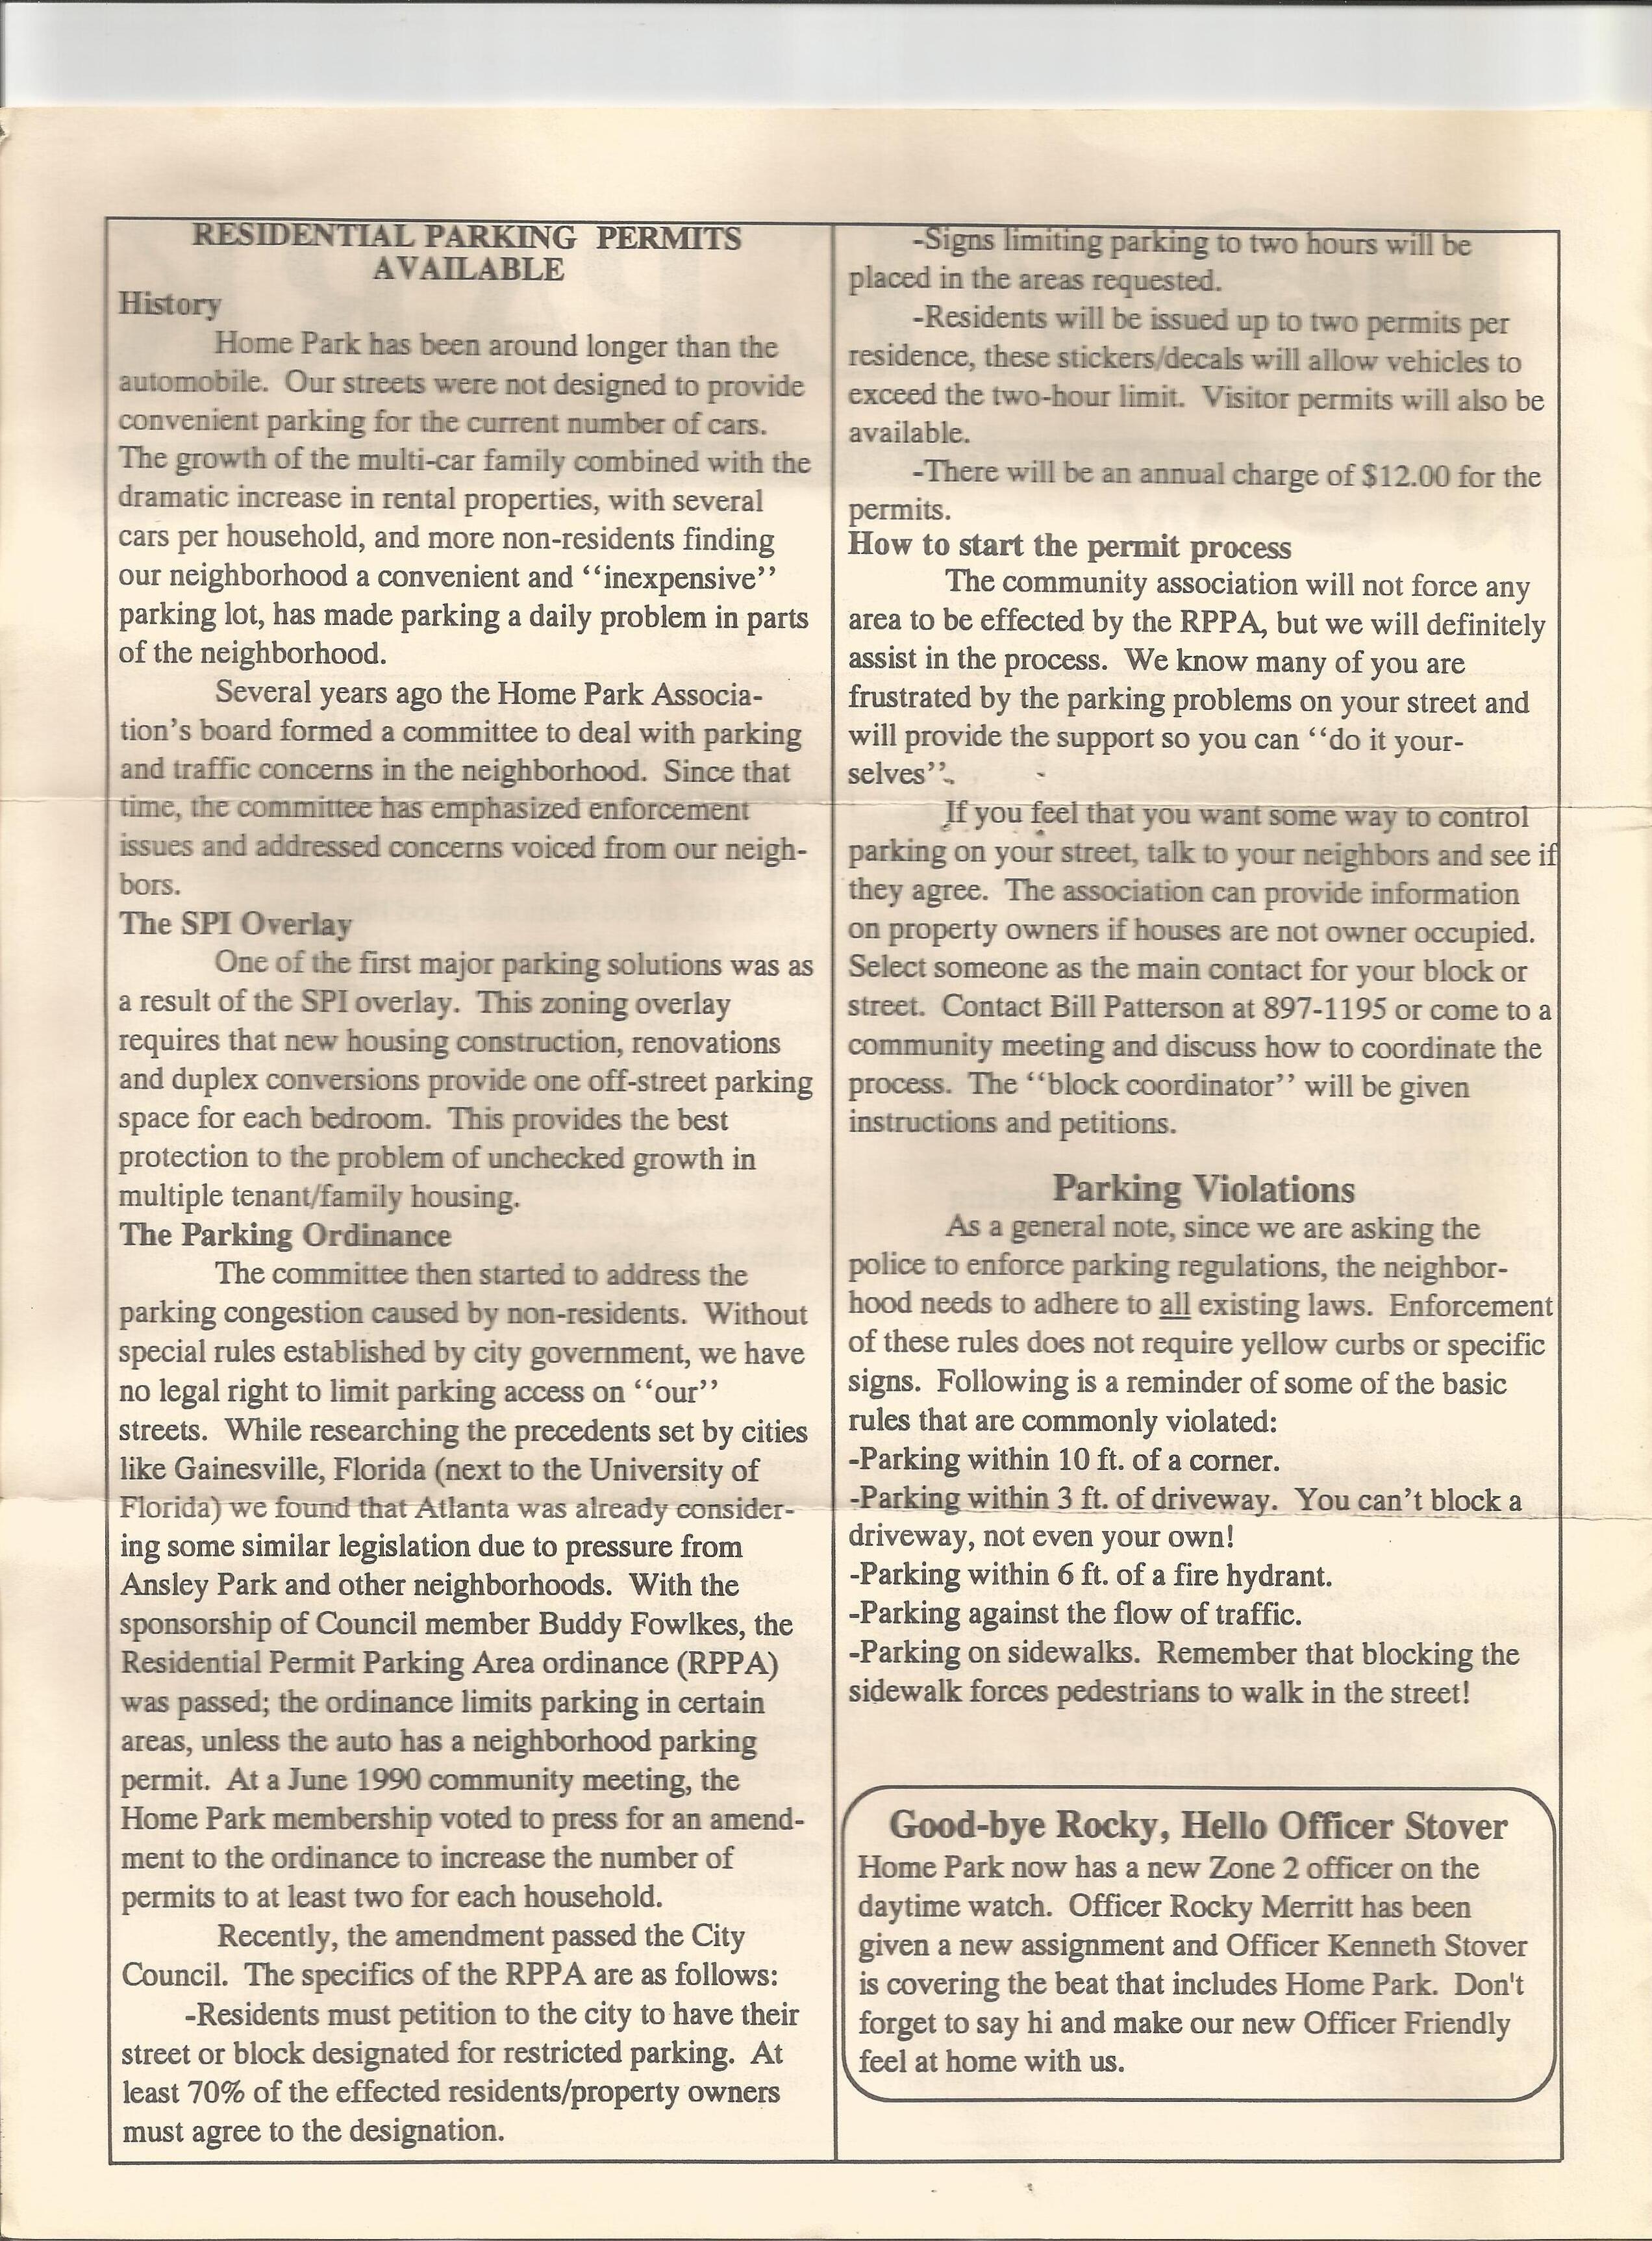 RESIDENTIAL PARKING PERMITS
AVAILABLE
History
Home Park has been around longer than the
automobile. Our streets were not designed to provide
convenient parking for the current number of cars.
The growth of the multi-car family combined with the
dramatic increase in rental properties, with several
cars per household, and more non-residents finding
our neighborhood a convenient and ‘‘inexpensive’’
parking lot, has made parking a daily problem in parts
of the neighborhood.
Several years ago the Home Park Associa-
tion’s board formed a committee to deal with parking
and traffic concerns in the neighborhood. Since that
time, the committee has emphasized enforcement
issues and addressed concerns voiced from our neigh-
bors.
The SPI Overlay
One of the first major parking solutions was as
a result of the SPI overlay. This zoning overlay
requires that new housing construction, renovations
and duplex conversions provide one off-street parking
space for each bedroom. This provides the best
protection to the problem of unchecked growth in
multiple tenant/family housing.
The Parking Ordinance
The committee then started to address the
parking congestion caused by non-residents. Without
special rules established by city government, we have
no legal right to limit parking access on ‘‘our’’
streets. While researching the precedents set by cities
like Gainesville, Florida (next to the University of
Florida) we found that Atlanta was already consider-
ing some similar legislation due to pressure from
Ansley Park and other neighborhoods. With the
sponsorship of Council member Buddy Fowlkes, the
Residential Permit Parking Area ordinance (RPPA)
was passed; the ordinance limits parking in certain
areas, unless the auto has a neighborhood parking
permit. At a June 1990 community meeting, the
Home Park membership voted to press for an amend-
ment to the ordinance to increase the number of
permits to at least two for each household.
Recently, the amendment passed the City
Council. The specifics of the RPPA are as follows:
-Residents must petition to the city to have their
street or block designated for restricted parking. At
least 70% of the effected residents/property owners
must agree to the designation.
-Signs limiting parking to two hours will be
placed in the areas requested.
-Residents will be issued up to two permits per
residence, these stickers/decals will allow vehicles to
exceed the two-hour limit. Visitor permits will also be
available.
-There will be an annual charge of $12.00 for the
permits.
How to start the permit process
The community association will not force any
area to be effected by the RPPA, but we will definitely
assist in the process. We know many of you are
frustrated by the parking problems on your street and
will provide the support so you can ‘‘do it your-
selves’’.
If you feel that you want some way to control
parking on your street, talk to your neighbors and see if
they agree. The association can provide information
on property owners if houses are not owner occupied.
Select someone as the main contact for your block or
street. Contact Bill Patterson at 897-1195 or come to a
community meeting and discuss how to coordinate the
process. The ‘‘block coordinator’’ will be given
instructions and petitions.
Parking Violations
As a general note, since we are asking the
police to enforce parking regulations, the neighbor-
hood needs to adhere to all existing laws. Enforcement
of these rules does not require yellow curbs or specific
signs. Following is a reminder of some of the basic
rules that are commonly violated:
-Parking within 10 ft. of a corner.
-Parking within 3 ft. of driveway. You can’t block a
driveway, not even your own!
-Parking within 6 ft. of a fire hydrant.
-Parking against the flow of traffic.
-Parking on sidewalks. Remember that blocking the
sidewalk forces pedestrians to walk in the street!
Good-bye Rocky, Hello Officer Stover
Home Park now has a new Zone 2 officer on the
daytime watch. Officer Rocky Merritt has been
given a new assignment and Officer Kenneth Stover
is covering the beat that includes Home Park. Don't
forget to say hi and make our new Officer Friendly
feel at home with us.